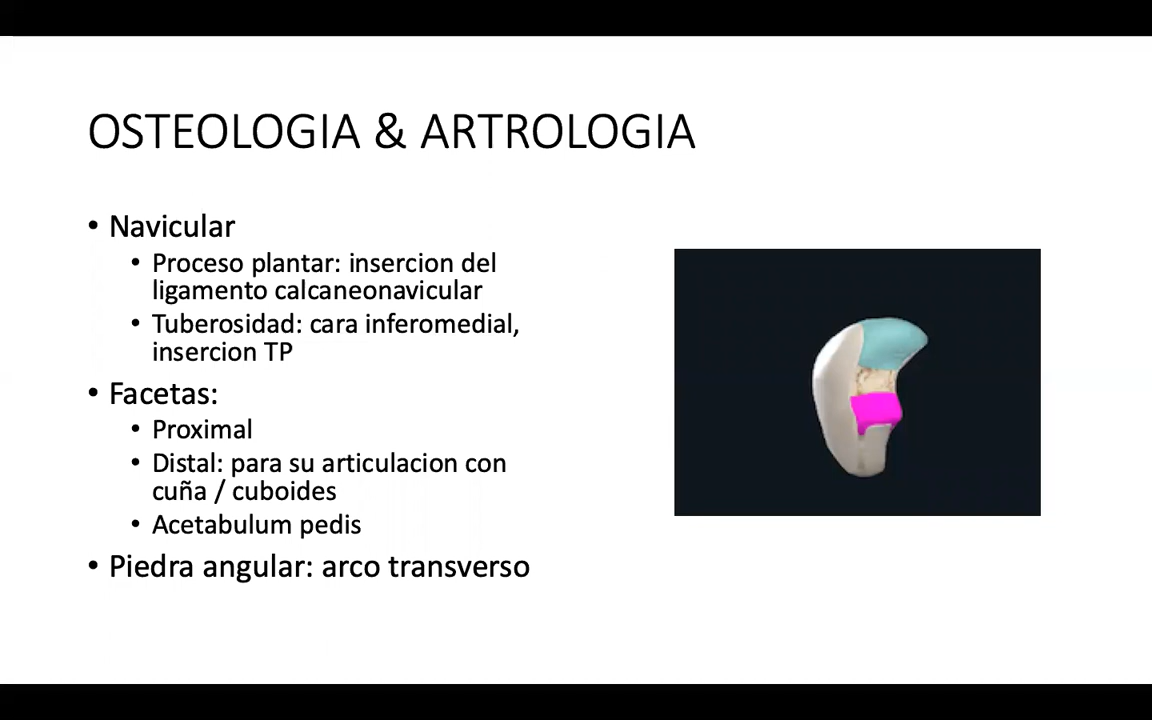 OSTEOLOGIA & ARTROLOGIA
• Navicular
• Proceso plantar: insercion del
ligamento calcaneonavicular
• Tuberosidad: cara inferomedial,
insercion TP
• Facetas:
• Proximal
• Distal: para su articulacion con
cuña / cuboides
• Acetabulum pedis
• Piedra angular: arco transverso